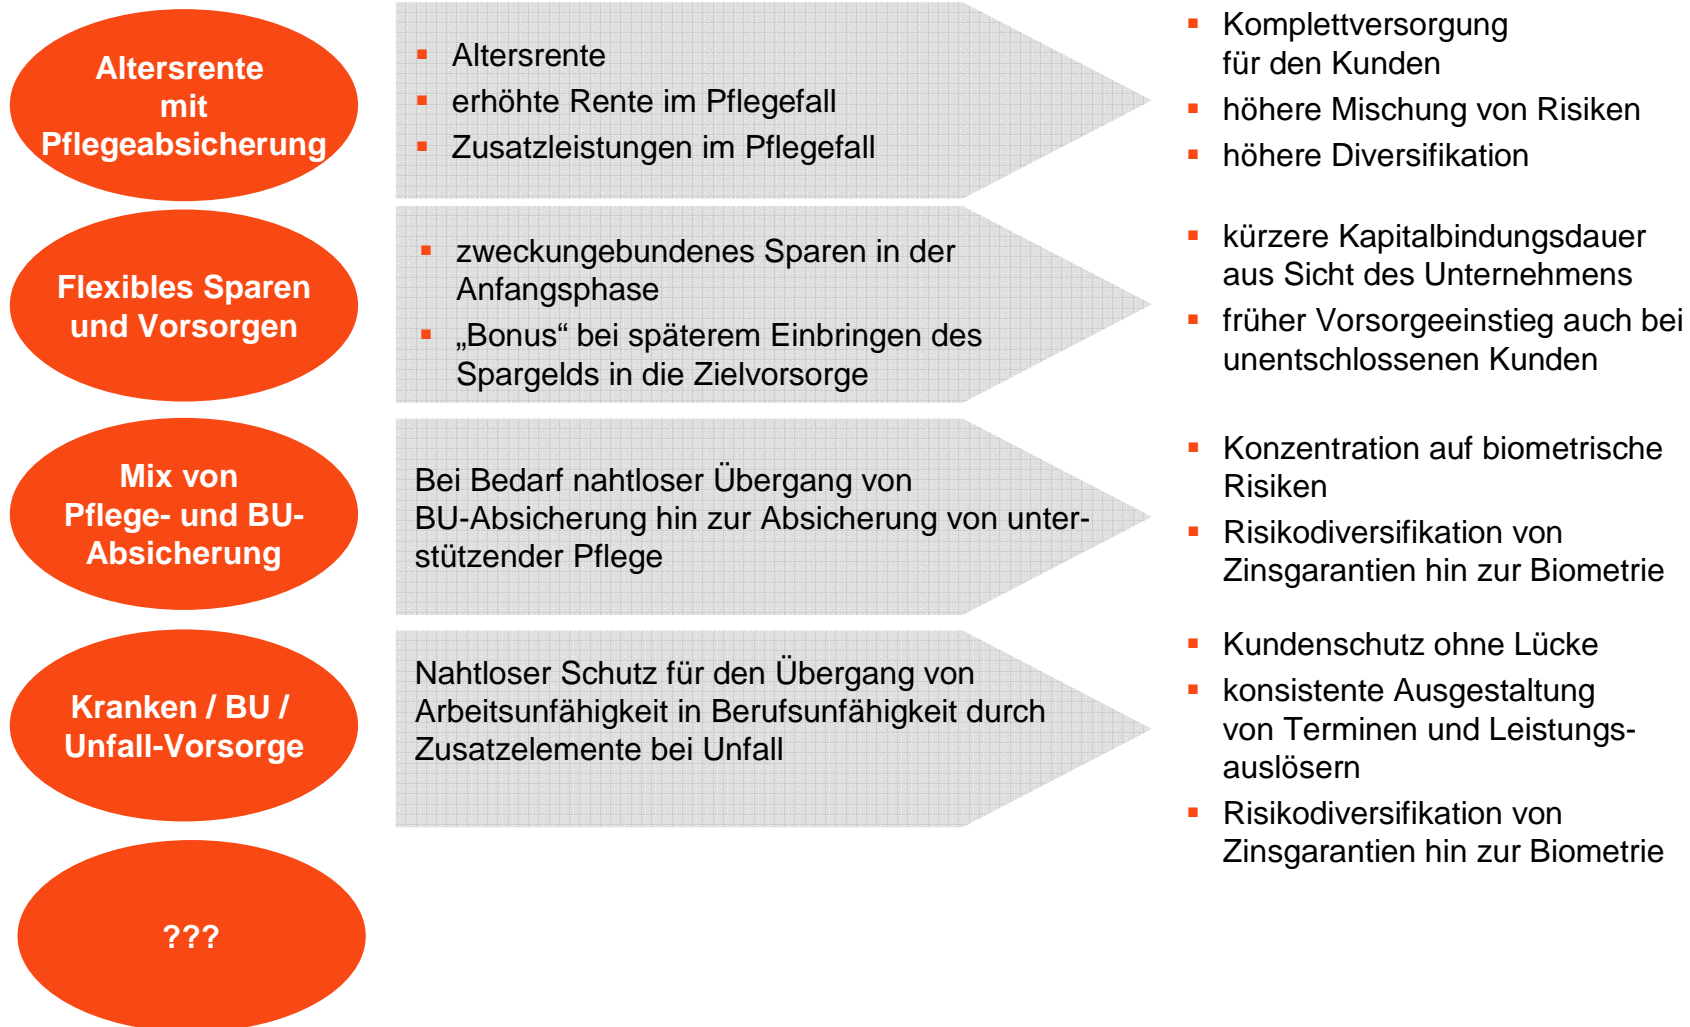 Altersrente
mit
Pflegeabsicherung
▪ Altersrente
▪ erhöhte Rente im Pflegefall
▪ Zusatzleistungen im Pflegefall
▪ Komplettversorgung
für den Kunden
▪ höhere Mischung von Risiken
▪ höhere Diversifikation
Flexibles Sparen
und Vorsorgen
▪ zweckungebundenes Sparen in der
Anfangsphase
▪ „Bonus“ bei späterem Einbringen des
Spargelds in die Zielvorsorge
▪ kürzere Kapitalbindungsdauer
aus Sicht des Unternehmens
▪ früher Vorsorgeeinstieg auch bei
unentschlossenen Kunden
Mix von
Pflege- und BU-
Absicherung
Bei Bedarf nahtloser Übergang von
BU-Absicherung hin zur Absicherung von unter-
stützender Pflege
▪ Konzentration auf biometrische
Risiken
▪ Risikodiversifikation von
Zinsgarantien hin zur Biometrie
Kranken / BU /
Unfall-Vorsorge
Nahtloser Schutz für den Übergang von
Arbeitsunfähigkeit in Berufsunfähigkeit durch
Zusatzelemente bei Unfall
▪ Kundenschutz ohne Lücke
▪ konsistente Ausgestaltung
von Terminen und Leistungs-
auslösern
▪ Risikodiversifikation von
Zinsgarantien hin zur Biometrie
???